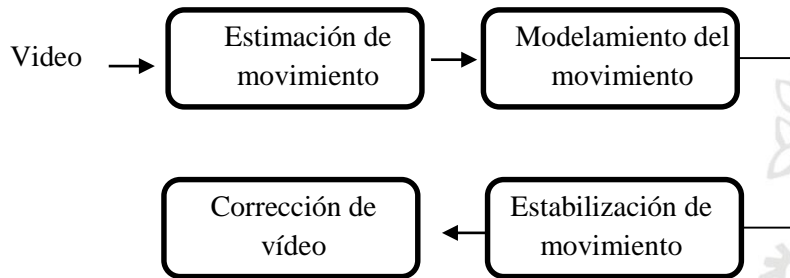 Video
Estimación de
movimiento
Modelamiento del
movimiento
Corrección de
vídeo
Estabilización de
movimiento